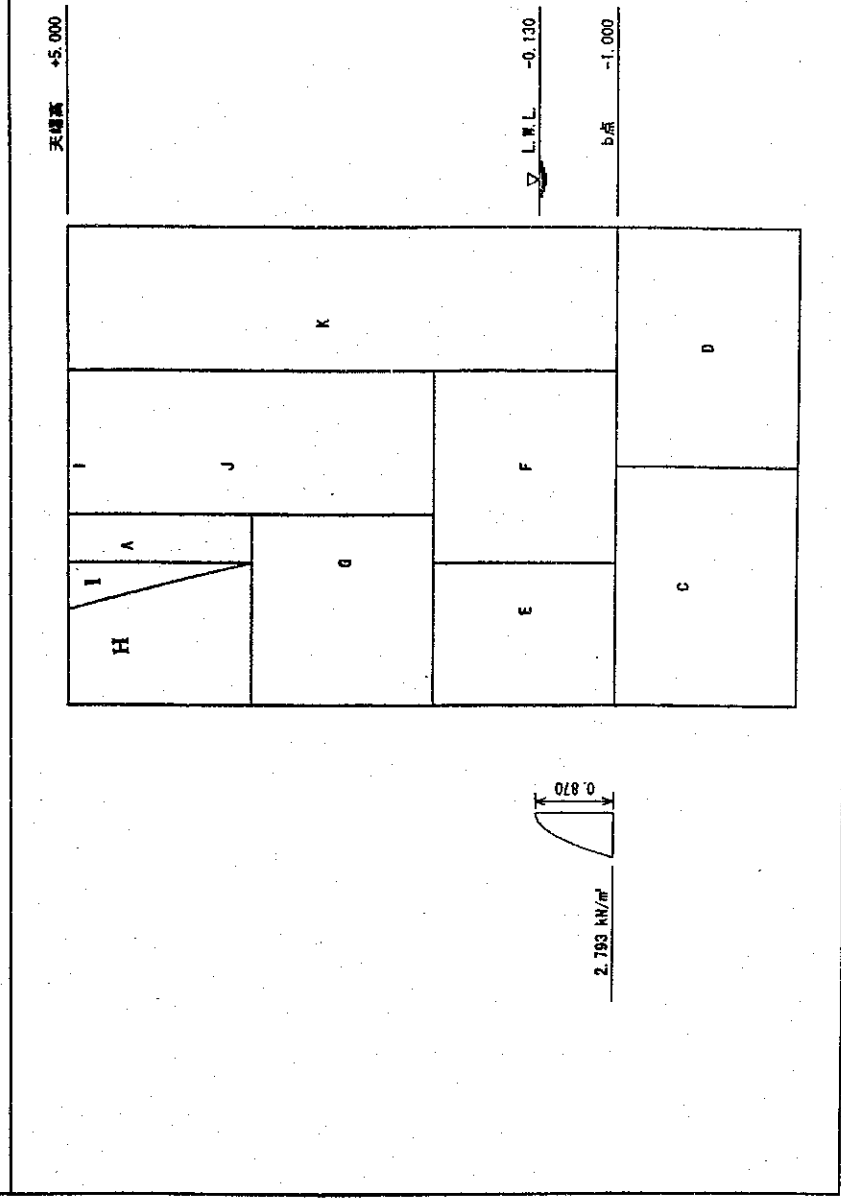 天端高 +5.000
L.W.L. -0.130
b点 -1.000
I
J
K
H
I
A
G
E
F
C
D
0.870
2.793 kN/m²